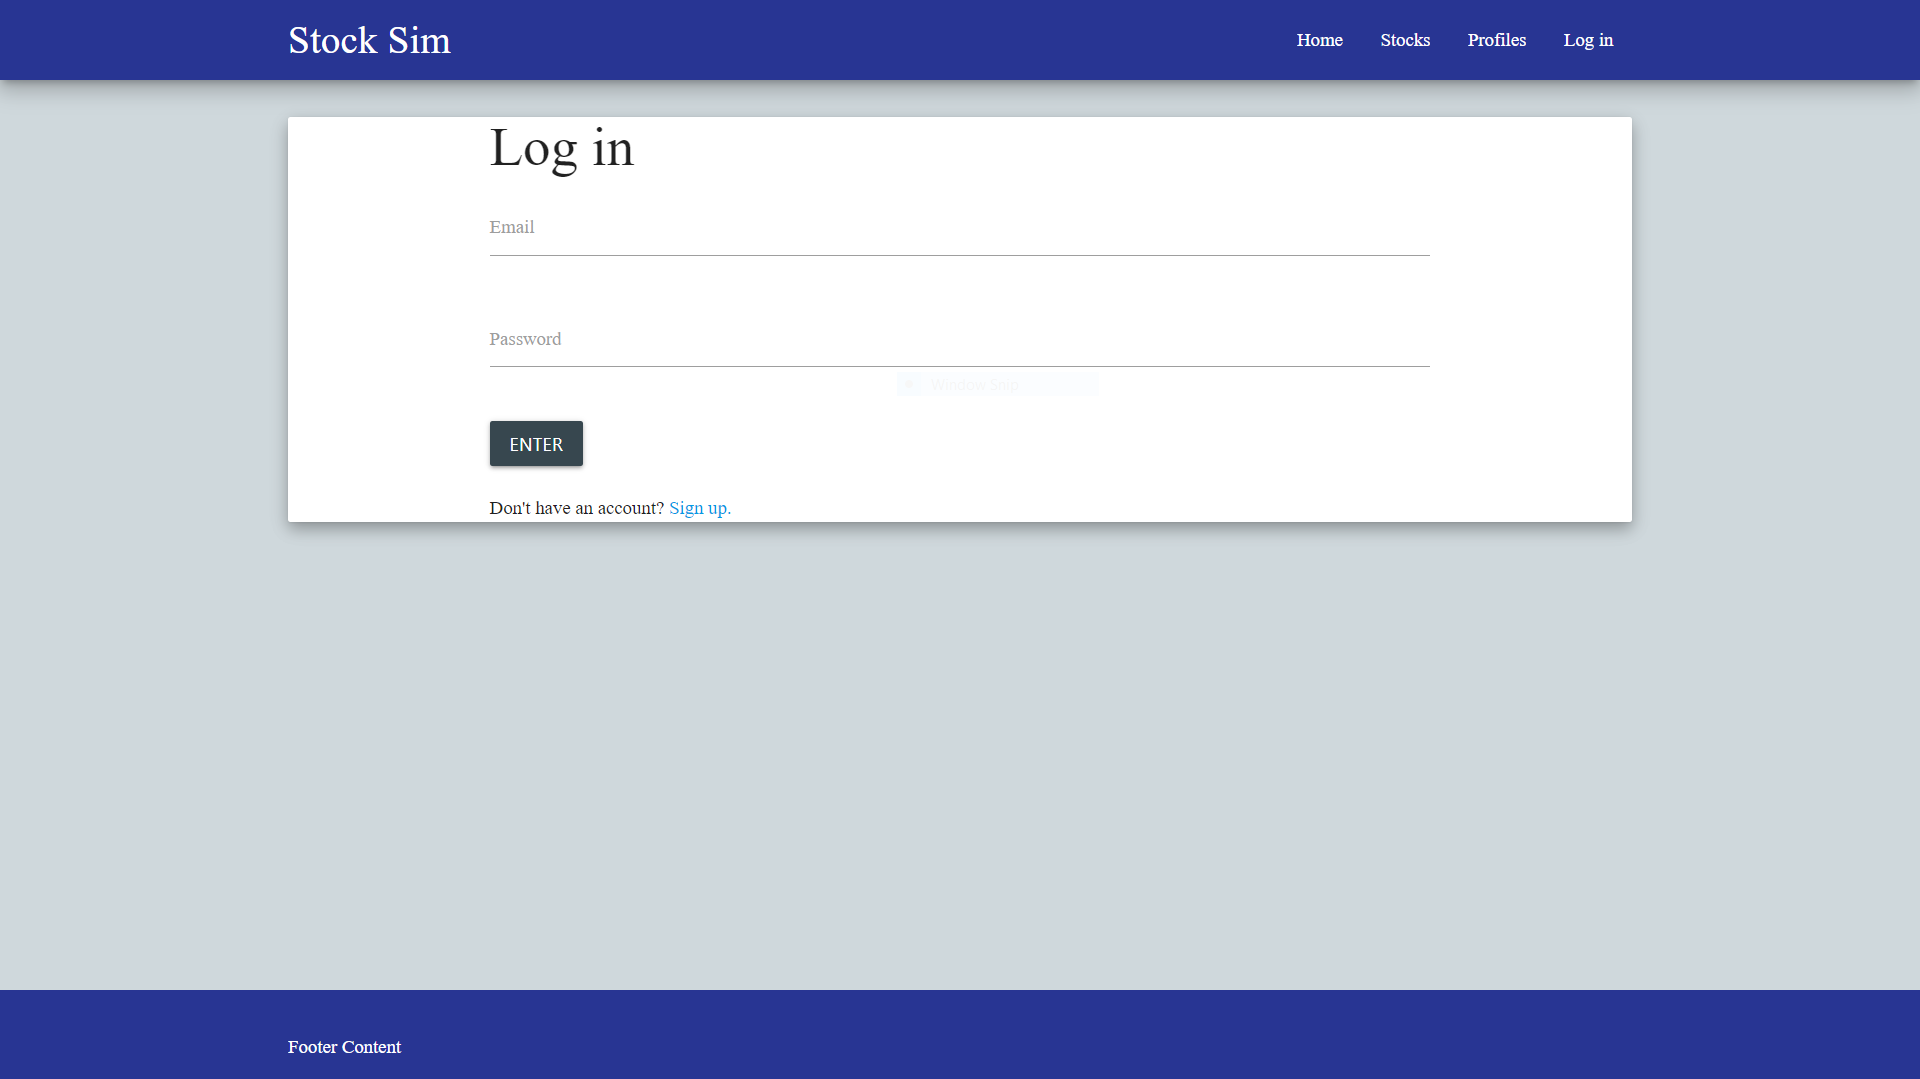 Stock Sim
Home Stocks Profiles Log in
Log in
Email
Password
Window Snip
ENTER
Don't have an account? Sign up.
Footer Content